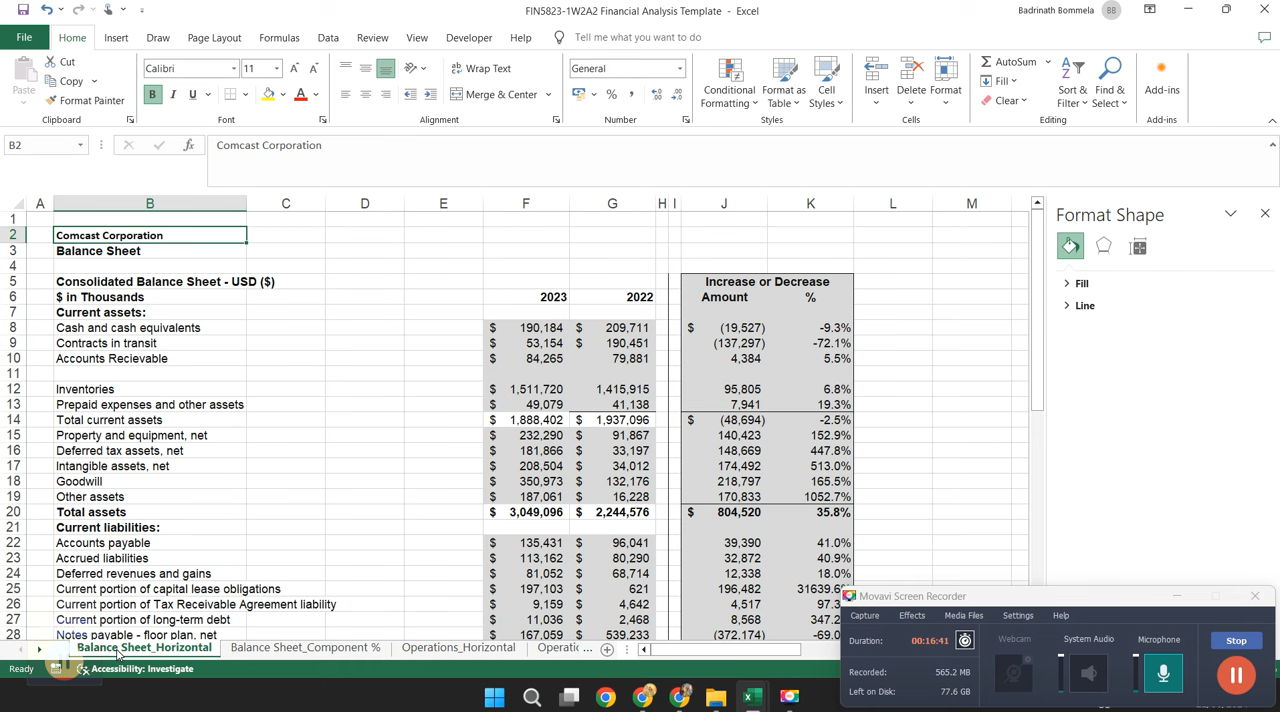 FIN5823-1W2A2 Financial Analysis Template - Excel
Badrinath Bommela BB
File Home Insert Draw Page Layout Formulas Data Review View Developer Help Tell me what you want to do
Paste Cut Copy Format Painter Clipboard
Calibri 11 B I U Font
Wrap Text Merge & Center Alignment
General % , Number
Conditional Formatting Format as Table Cell Styles Styles
Insert Delete Format Cells
AutoSum Fill Clear Sort & Filter Find & Select Editing
Add-ins Add-ins
B2 fx Comcast Corporation
A B C D E F G H I J K L M
1
2 Comcast Corporation
3 Balance Sheet
4
5 Consolidated Balance Sheet - USD ($) Increase or Decrease
6 $ in Thousands 2023 2022 Amount %
7 Current assets:
8 Cash and cash equivalents $ 190,184 $ 209,711 $ (19,527) -9.3%
9 Contracts in transit $ 53,154 $ 190,451 (137,297) -72.1%
10 Accounts Recievable $ 84,265 79,881 4,384 5.5%
11
12 Inventories $ 1,511,720 1,415,915 95,805 6.8%
13 Prepaid expenses and other assets $ 49,079 41,138 7,941 19.3%
14 Total current assets $ 1,888,402 $ 1,937,096 $ (48,694) -2.5%
15 Property and equipment, net $ 232,290 $ 91,867 140,423 152.9%
16 Deferred tax assets, net $ 181,866 $ 33,197 148,669 447.8%
17 Intangible assets, net $ 208,504 $ 34,012 174,492 513.0%
18 Goodwill $ 350,973 $ 132,176 218,797 165.5%
19 Other assets $ 187,061 $ 16,228 170,833 1052.7%
20 Total assets $ 3,049,096 $ 2,244,576 $ 804,520 35.8%
21 Current liabilities:
22 Accounts payable $ 135,431 $ 96,041 39,390 41.0%
23 Accrued liabilities $ 113,162 $ 80,290 32,872 40.9%
24 Deferred revenues and gains $ 81,052 $ 68,714 12,338 18.0%
25 Current portion of capital lease obligations $ 197,103 $ 621 196,482 31639.
26 Current portion of Tax Receivable Agreement liability $ 9,159 $ 4,642 4,517 97.3
27 Current portion of long-term debt $ 11,036 $ 2,468 8,568 347.2
28 Notes payable - floor plan, net $ 167,059 $ 539,233 (372,174) -69.0
Balance Sheet_Horizontal Balance Sheet_Component % Operations_Horizontal Operati ...
Ready Accessibility: Investigate
Format Shape
Fill
Line
Movavi Screen Recorder
Capture Effects Media Files Settings Help
Duration: 00:16:41 Webcam System Audio Microphone Stop
Recorded: 565.2 MB
Left on Disk: 77.6 GB